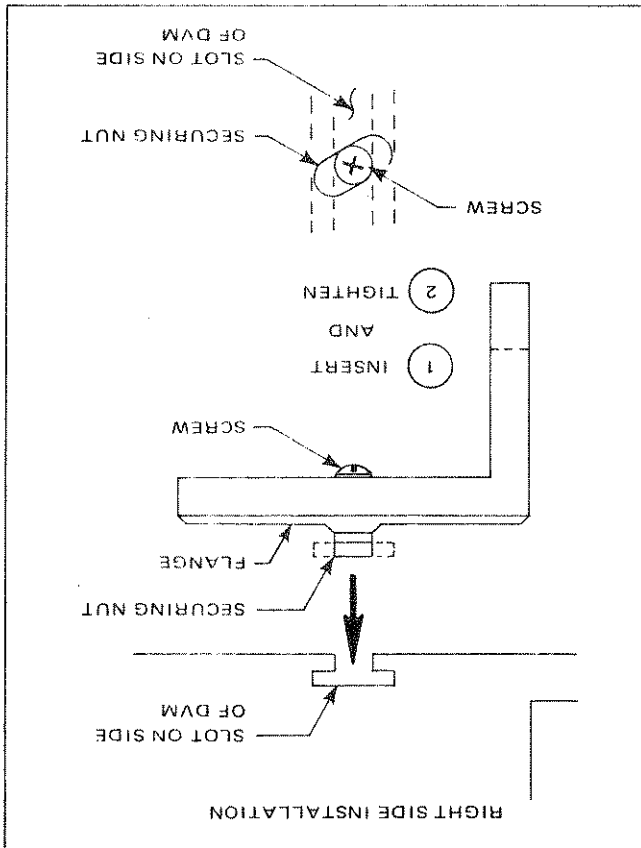 RIGHT SIDE INSTALLATION
SLOT ON SIDE
OF DVM
SECURING NUT
FLANGE
SCREW
1 INSERT
AND
2 TIGHTEN
SCREW
SECURING NUT
SLOT ON SIDE
OF DVM